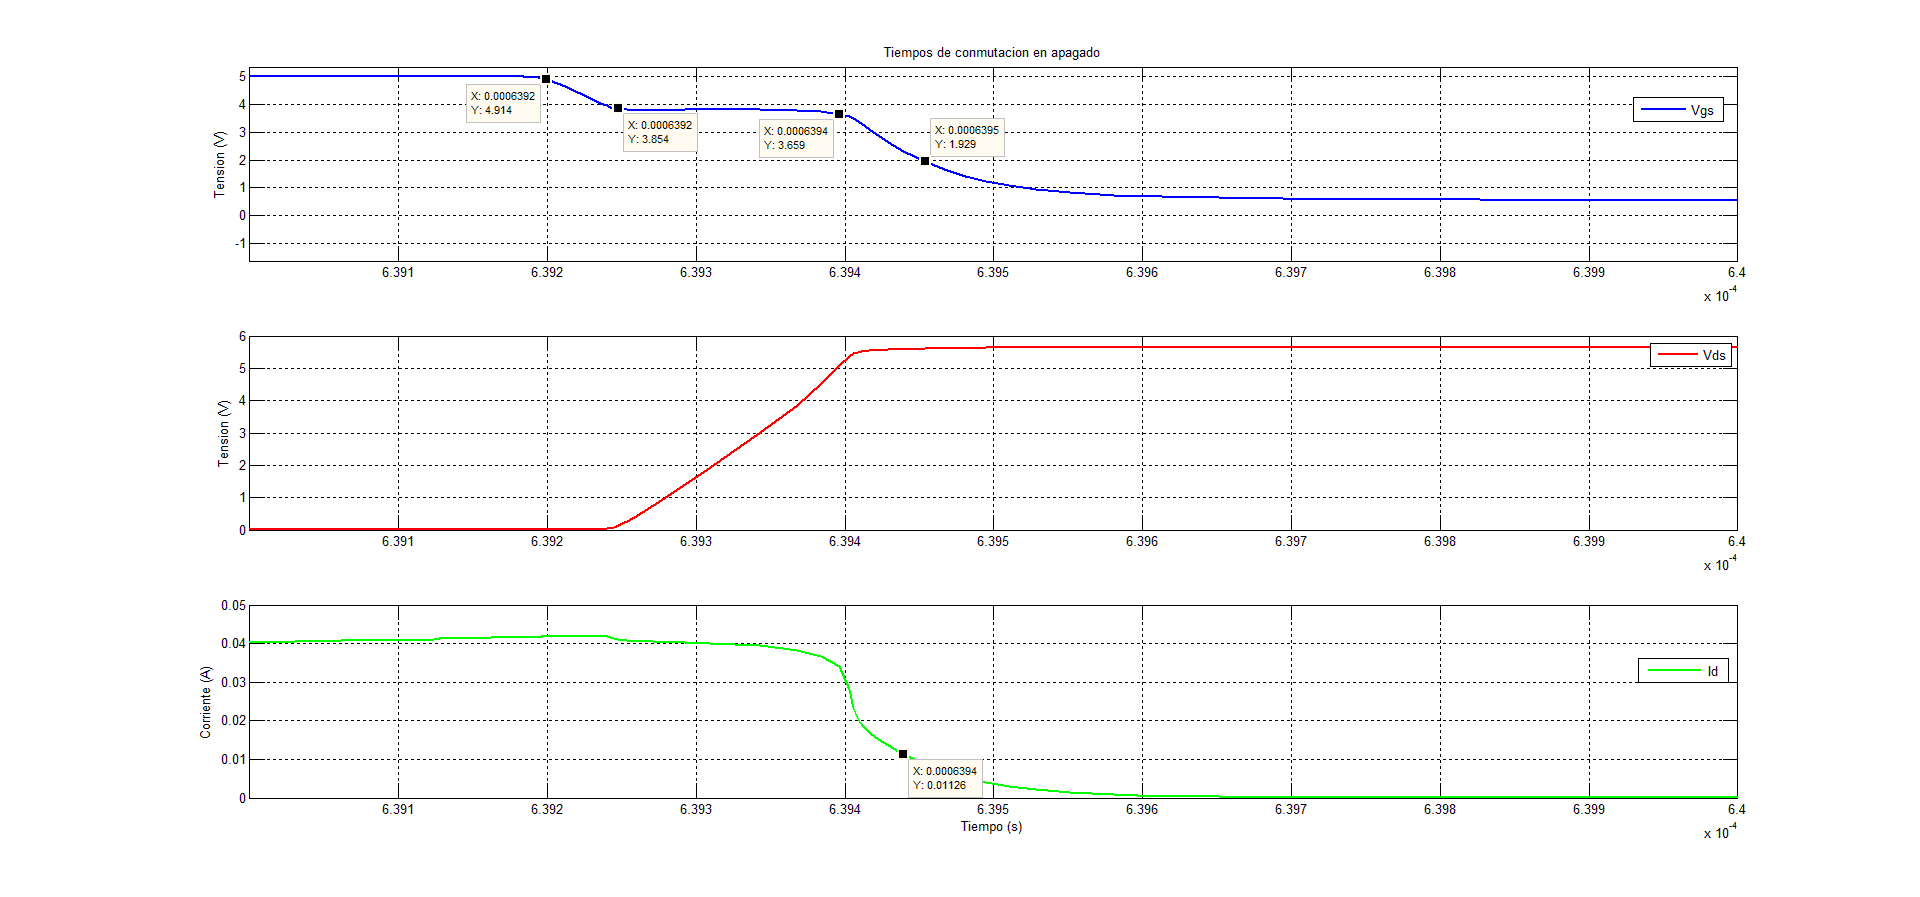 Tiempos de conmutacion en apagado
Tension (V)
5
4
3
2
1
0
-1
X: 0.0006392
Y: 4.914
X: 0.0006392
Y: 3.854
X: 0.0006394
Y: 3.659
X: 0.0006395
Y: 1.929
Vgs
6.391 6.392 6.393 6.394 6.395 6.396 6.397 6.398 6.399 6.4
x 10-4
Tension (V)
6
5
4
3
2
1
0
Vds
6.391 6.392 6.393 6.394 6.395 6.396 6.397 6.398 6.399 6.4
x 10-4
Corriente (A)
0.05
0.04
0.03
0.02
0.01
0
Id
X: 0.0006394
Y: 0.01126
6.391 6.392 6.393 6.394 6.395 6.396 6.397 6.398 6.399 6.4
Tiempo (s)
x 10-4